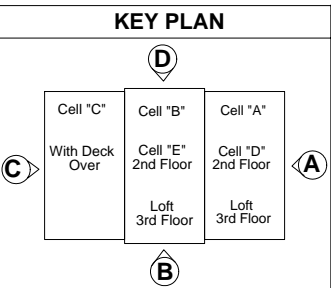 KEY PLAN
D
Cell "C"
With Deck
Over
Cell "B"
Cell "E"
2nd Floor
Loft
3rd Floor
Cell "A"
Cell "D"
2nd Floor
Loft
3rd Floor
C
A
B